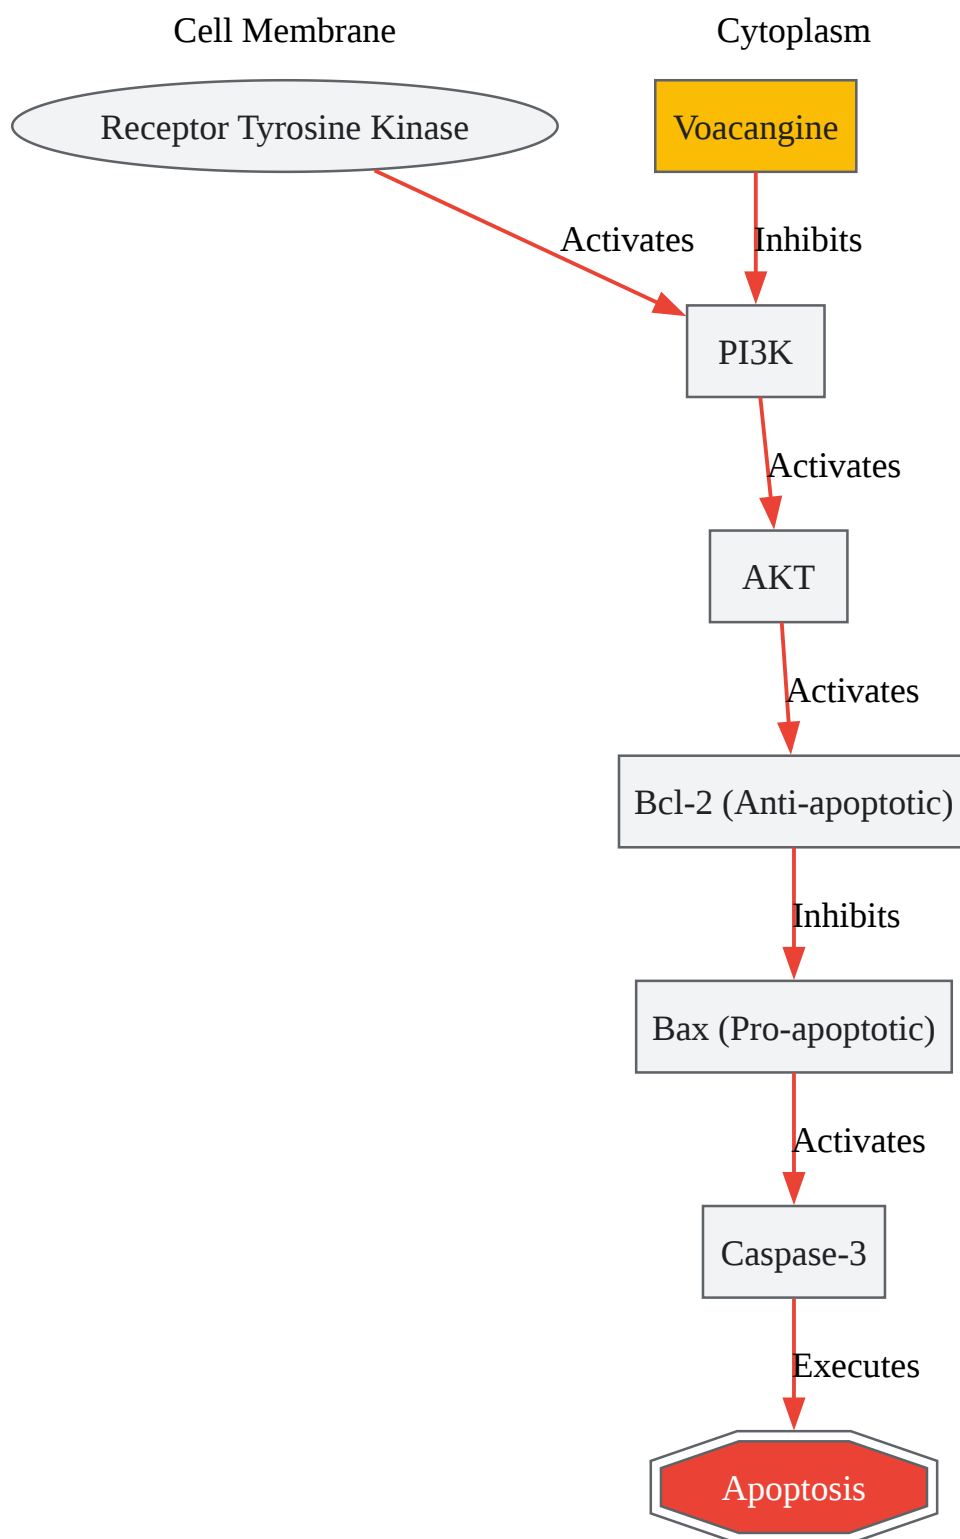 Cell Membrane
Cytoplasm
Receptor Tyrosine Kinase
Voacangine
Activates
Inhibits
PI3K
Activates
AKT
Activates
Bcl-2 (Anti-apoptotic)
Inhibits
Bax (Pro-apoptotic)
Activates
Caspase-3
Executes
Apoptosis